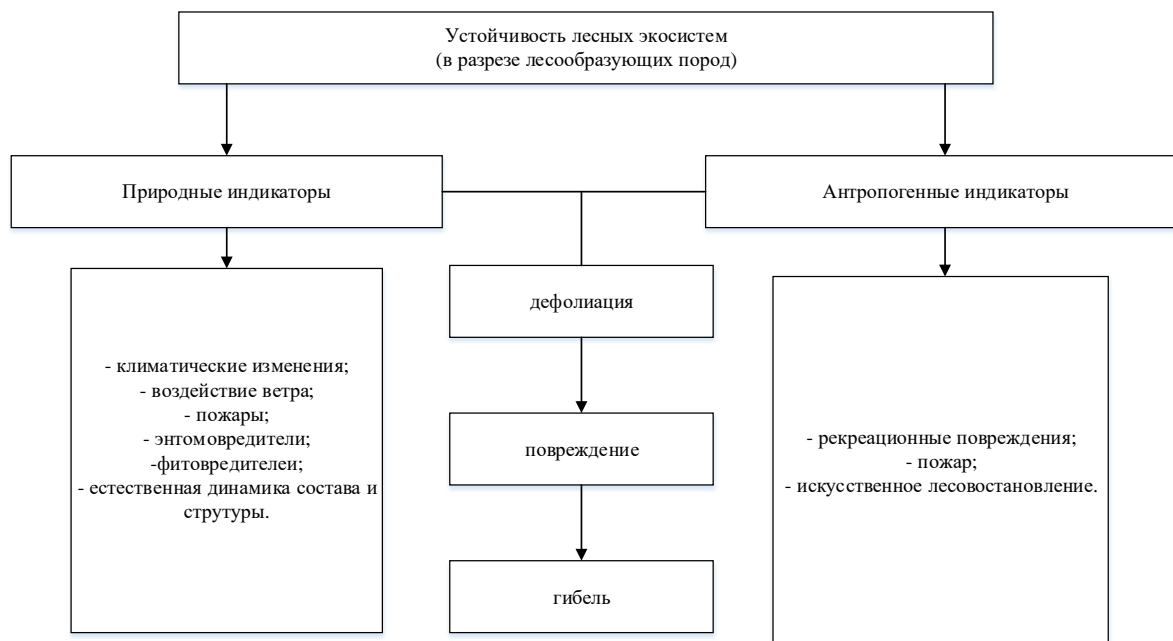 Устойчивость лесных экосистем
(в разрезе лесообразующих пород)
Природные индикаторы
Антропогенные индикаторы
- климатические изменения;
- воздействие ветра;
- пожары;
- энтомовредители;
-фитовредителеи;
- естественная динамика состава и
струтуры.
дефолиация
повреждение
гибель
- рекреационные повреждения;
- пожар;
- искусственное лесовостановление.